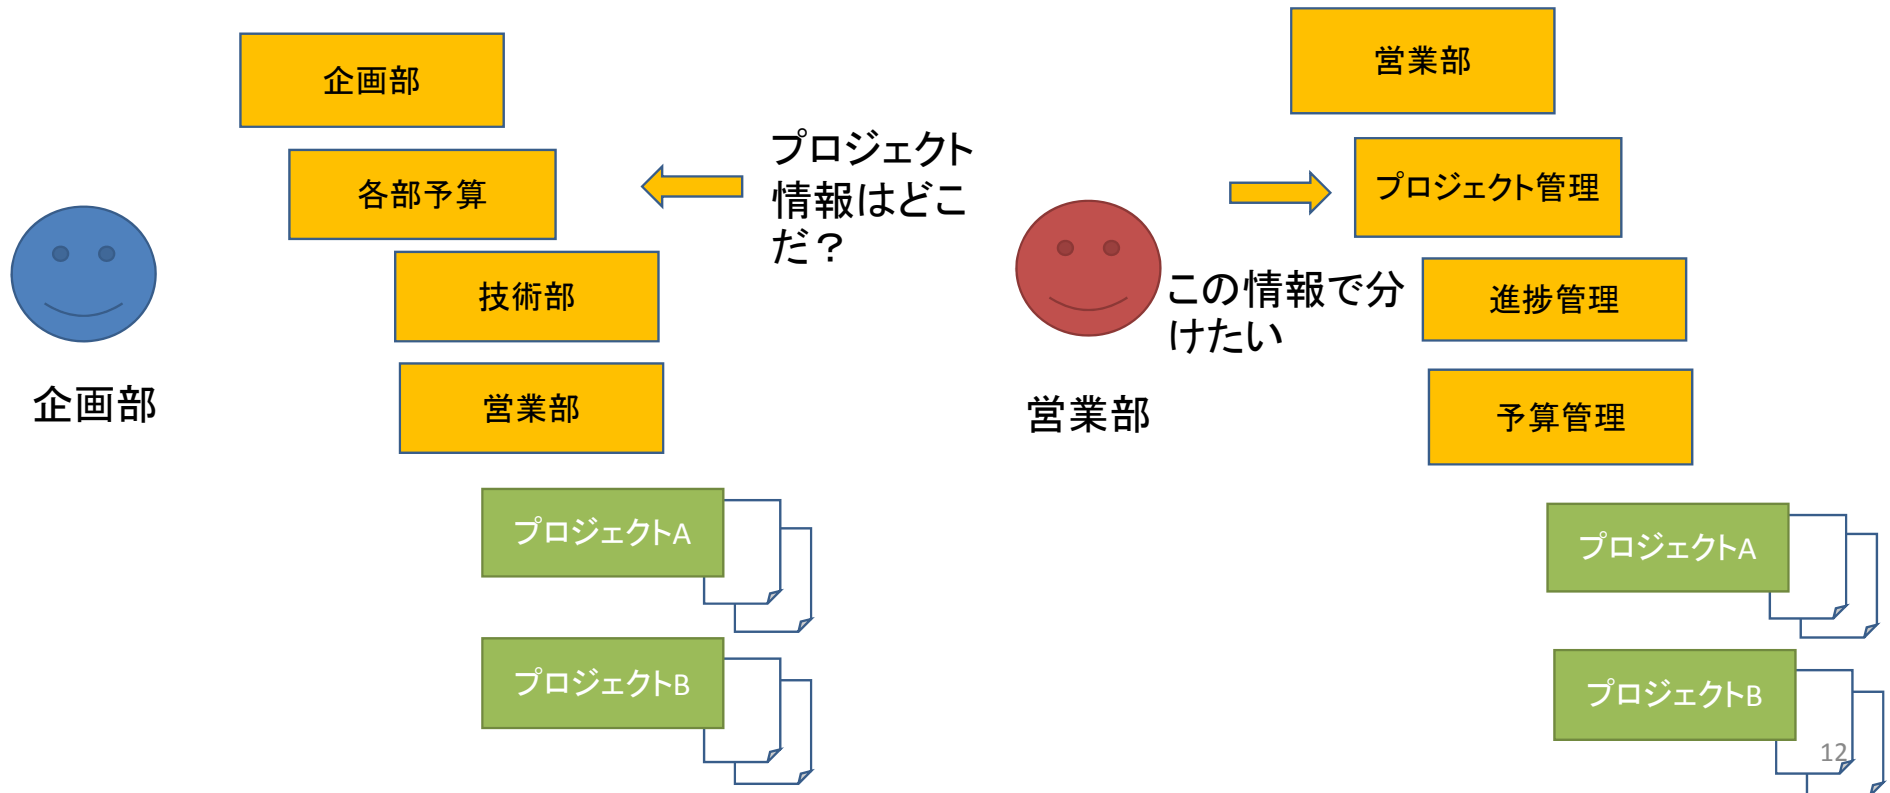 企画部
各部予算
技術部
営業部
プロジェクトA
プロジェクトB
企画部
プロジェクト
情報はどこ
だ？
営業部
プロジェクト管理
進捗管理
予算管理
プロジェクトA
プロジェクトB
この情報で分
けたい
営業部
12